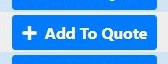 + Add To Quote